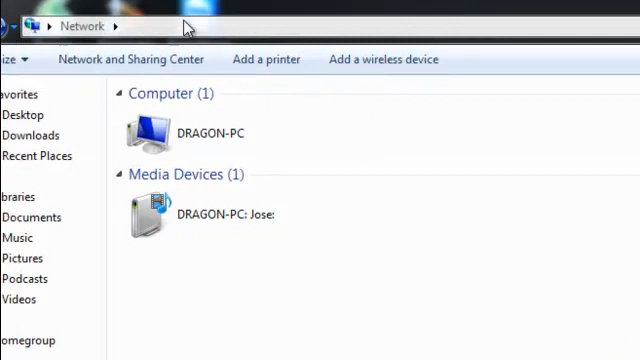 Network
ize Network and Sharing Center Add a printer Add a wireless device
avorites
Desktop
Downloads
Recent Places
ibraries
Documents
Music
Pictures
Podcasts
Videos
omegroup
Computer (1)
DRAGON-PC
Media Devices (1)
DRAGON-PC: Jose: